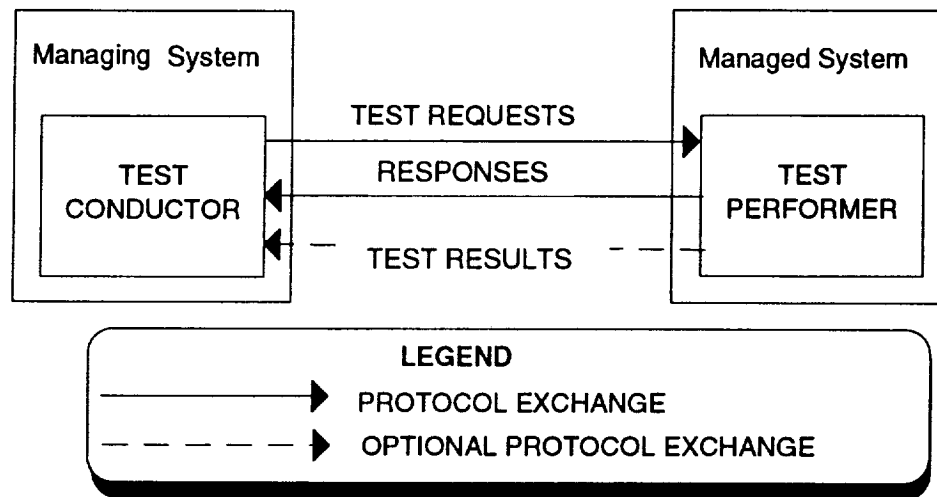 Managing System
Managed System
TEST REQUESTS
TEST
CONDUCTOR
RESPONSES
TEST
PERFORMER
TEST RESULTS
LEGEND
PROTOCOL EXCHANGE
OPTIONAL PROTOCOL EXCHANGE